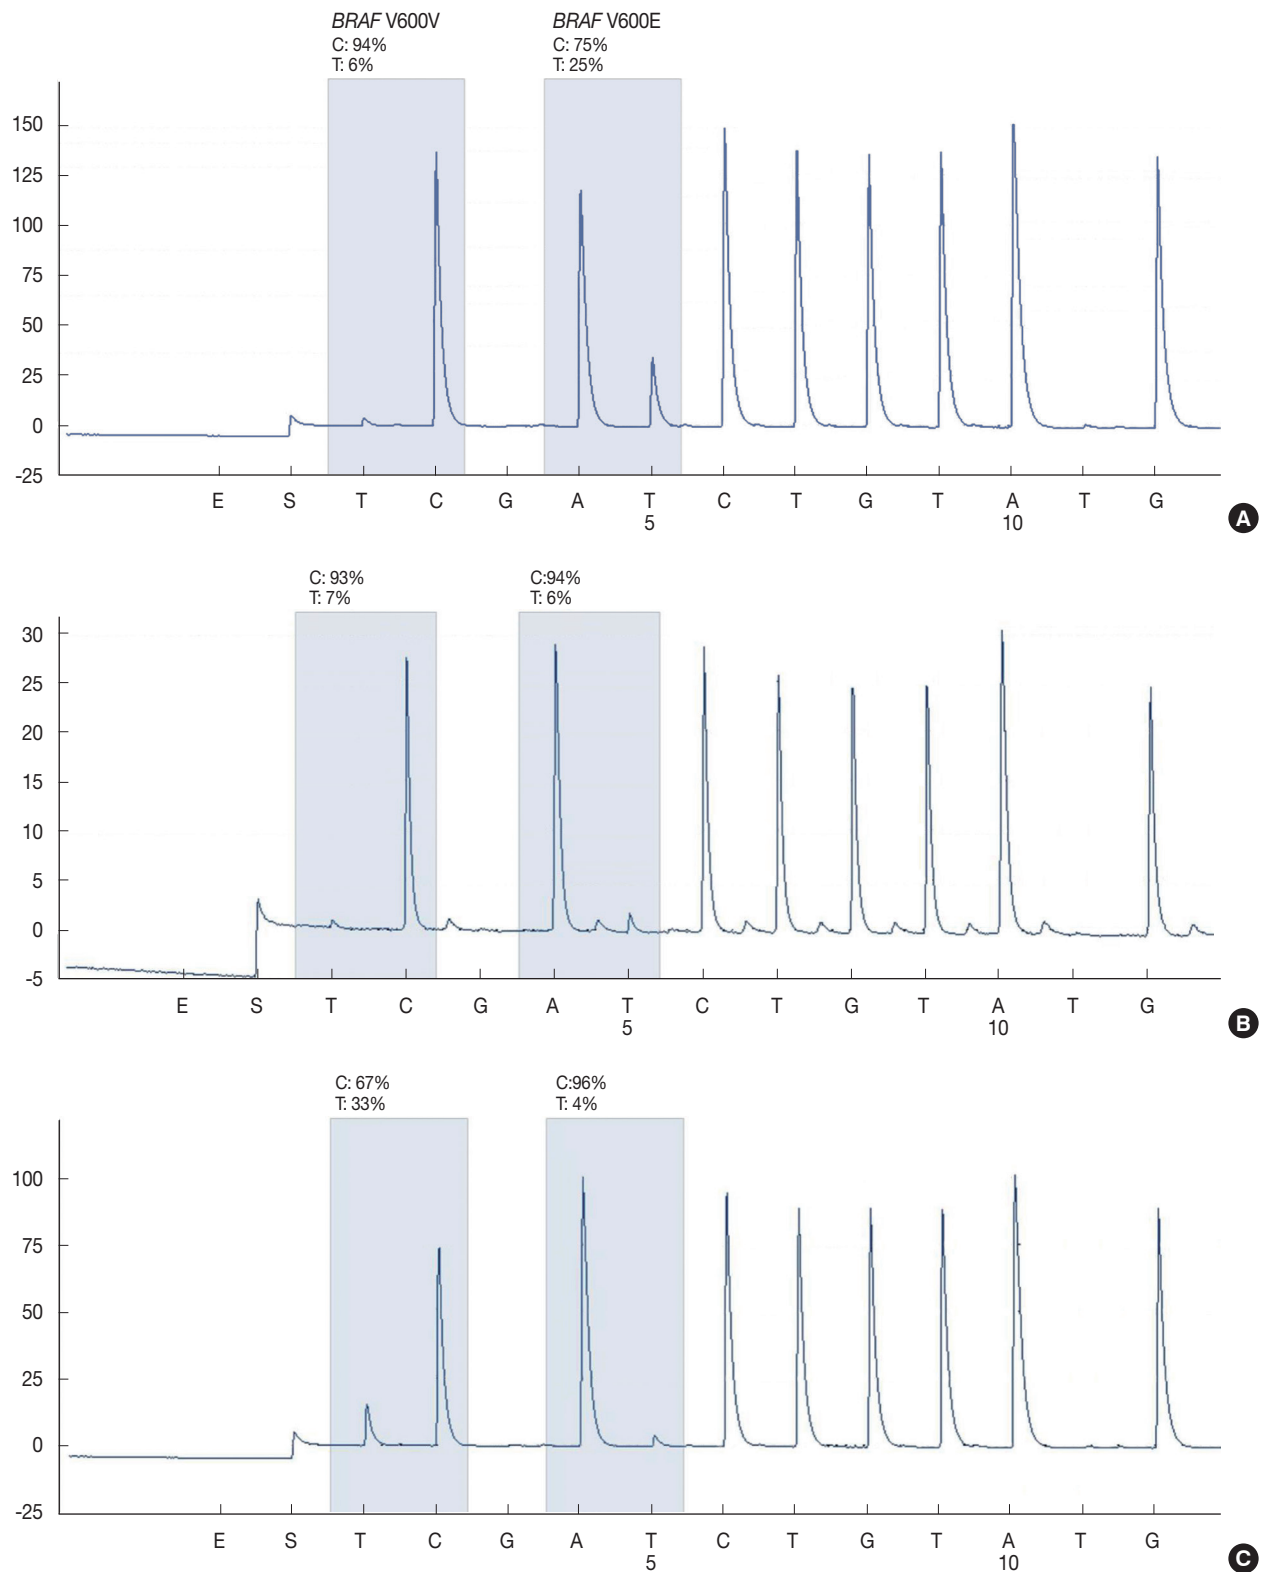 BRAF V600V BRAF V600E
C: 94% C: 75%
T: 6% T: 25%
150
125
100
75
50
25
0
-25
E S T C G A T C T G T A T G
5 10
A
C: 93% C:94%
T: 7% T: 6%
30
25
20
15
10
5
0
-5
E S T C G A T C T G T A T G
5 10
B
C: 67% C:96%
T: 33% T: 4%
100
75
50
25
0
-25
E S T C G A T C T G T A T G
5 10
C